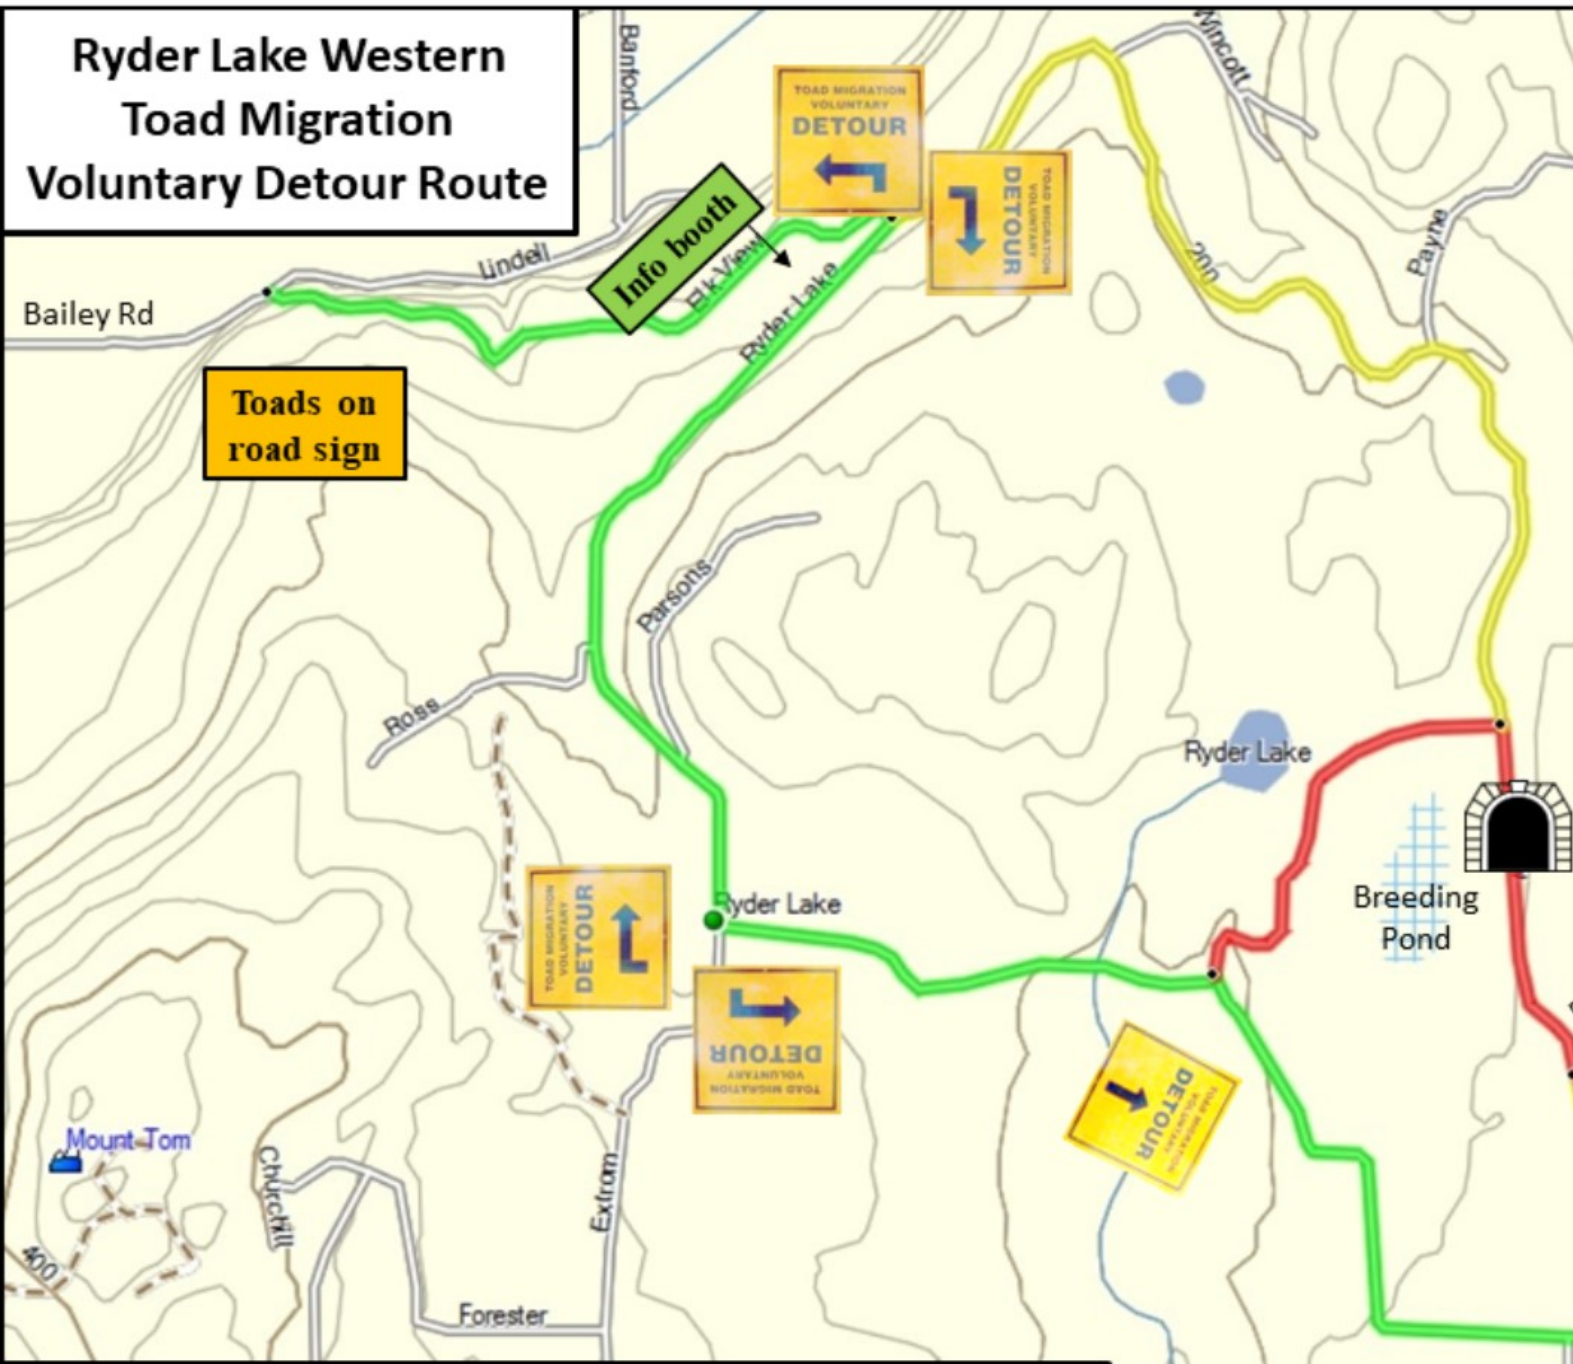 Ryder Lake Western
Toad Migration
Voluntary Detour Route
Banford
Wincott
TOAD MIGRATION
VOLUNTARY
DETOUR
TOAD MIGRATION
VOLUNTARY
DETOUR
Info booth
Lindell
Elk View
Ryder Lake
Payne
200
Bailey Rd
Toads on
road sign
Parsons
Ross
Ryder Lake
TOAD MIGRATION
VOLUNTARY
DETOUR
Ryder Lake
Breeding
Pond
DETOUR
VOLUNTARY
TOAD MIGRATION
TOAD MIGRATION
VOLUNTARY
DETOUR
Mount Tom
Churchill
Extrom
400
Forester